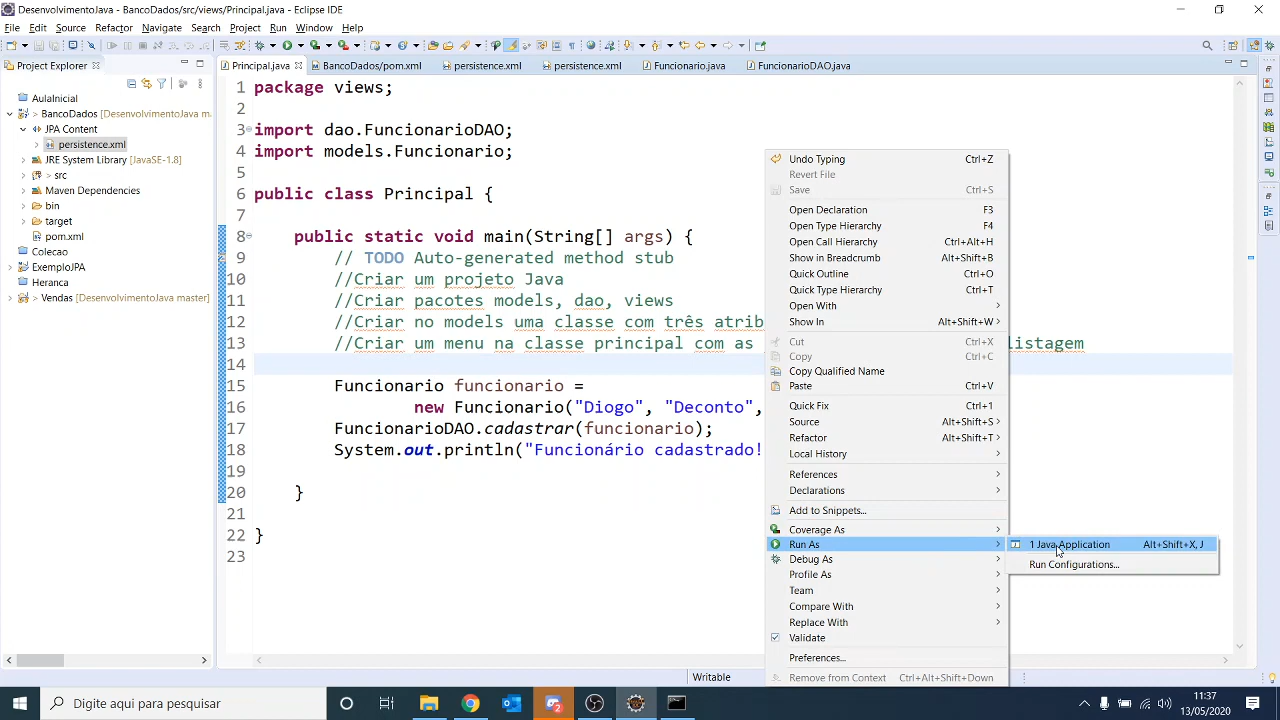 DesenvolvimentoJava - BancoDados/src/views/Principal.java - Eclipse IDE
File Edit Source Refactor Navigate Search Project Run Window Help
Project Explorer
Principal.java BancoDados/pom.xml persistence.xml persistence.xml Funcionario.java FuncionarioDAO.java
AulaInicial
> BancoDados [DesenvolvimentoJava m
JPA Content
persistence.xml
JRE System Library [JavaSE-1.8]
> src
Maven Dependencies
bin
target
pom.xml
Colecao
ExemploJPA
Heranca
> Vendas [DesenvolvimentoJava master]
1 package views;
2
3 import dao.FuncionarioDAO;
4 import models.Funcionario;
5
6 public class Principal {
7
8 public static void main(String[] args) {
9 // TODO Auto-generated method stub
10 //Criar um projeto Java
11 //Criar pacotes models, dao, views
12 //Criar no models uma classe com três atrib
13 //Criar um menu na classe principal com as listagem
14
15 Funcionario funcionario =
16 new Funcionario("Diogo", "Deconto",
17 FuncionarioDAO.cadastrar(funcionario);
18 System.out.println("Funcionário cadastrado!
19
20 }
21
22 }
23
Undo Typing Ctrl+Z
Revert File
Save Ctrl+S
Open Declaration F3
Open Type Hierarchy F4
Open Call Hierarchy Ctrl+Alt+H
Show in Breadcrumb Alt+Shift+B
Quick Outline Ctrl+O
Quick Type Hierarchy Ctrl+T
Open With
Show In Alt+Shift+W
Cut Ctrl+X
Copy Ctrl+C
Copy Qualified Name
Paste Ctrl+V
Quick Fix Ctrl+1
Source Alt+Shift+S
Refactor Alt+Shift+T
Local History
References
Declarations
Add to Snippets...
Coverage As
Run As
Debug As
Profile As
Team
Compare With
Replace With
Validate
Preferences...
Remove from Context Ctrl+Alt+Shift+Down
1 Java Application Alt+Shift+X, J
Run Configurations...
Writable
Digite aqui para pesquisar
11:37
13/05/2020